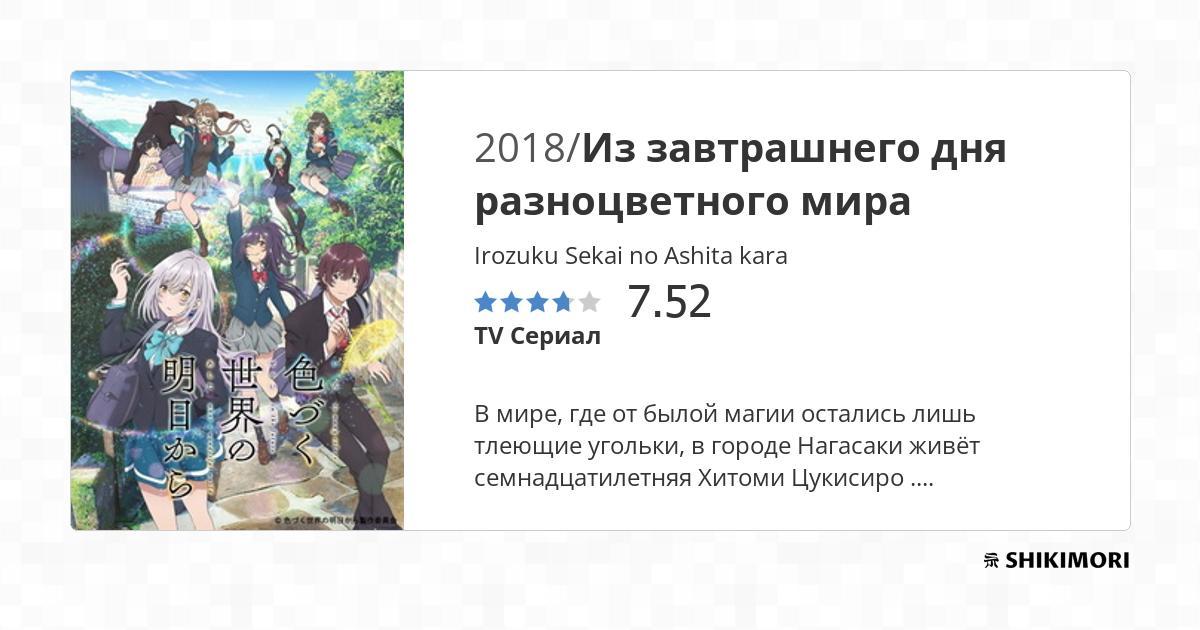 2018/Из завтрашнего дня
разноцветного мира
Irozuku Sekai no Ashita kara
7.52
TV Сериал
В мире, где от былой магии остались лишь
тлеющие угольки, в городе Нагасаки живёт
семнадцатилетняя Хитоми Цукисиро ....
色づく
世界の
明日から
© 色づく世界の明日から製作委員会
SHIKIMORI